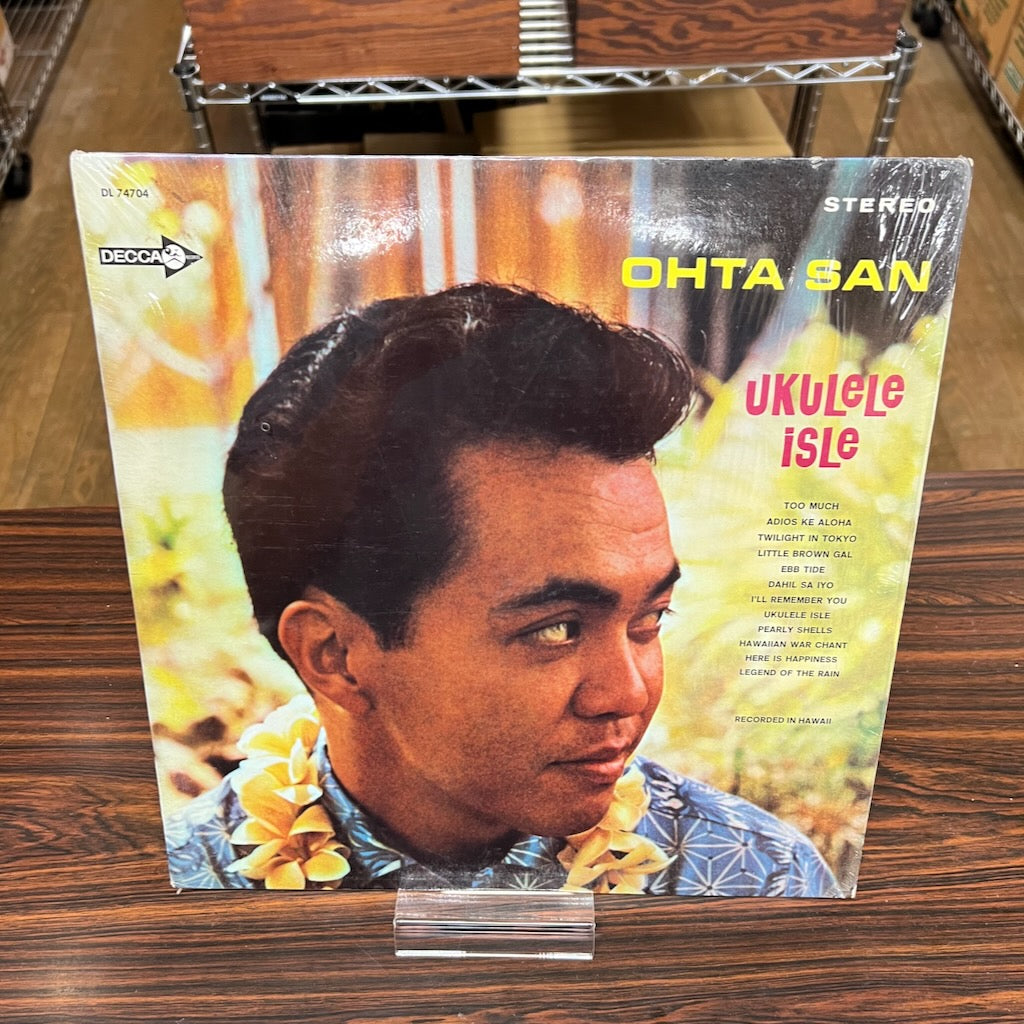 DL 74704
STEREO
DECCA
OHTA SAN
UKULELE
ISLE
TOO MUCH
ADIOS KE ALOHA
TWILIGHT IN TOKYO
LITTLE BROWN GAL
EBB TIDE
DAHIL SA IYO
I'LL REMEMBER YOU
UKULELE ISLE
PEARLY SHELLS
HAWAIIAN WAR CHANT
HERE IS HAPPINESS
LEGEND OF THE RAIN
RECORDED IN HAWAII